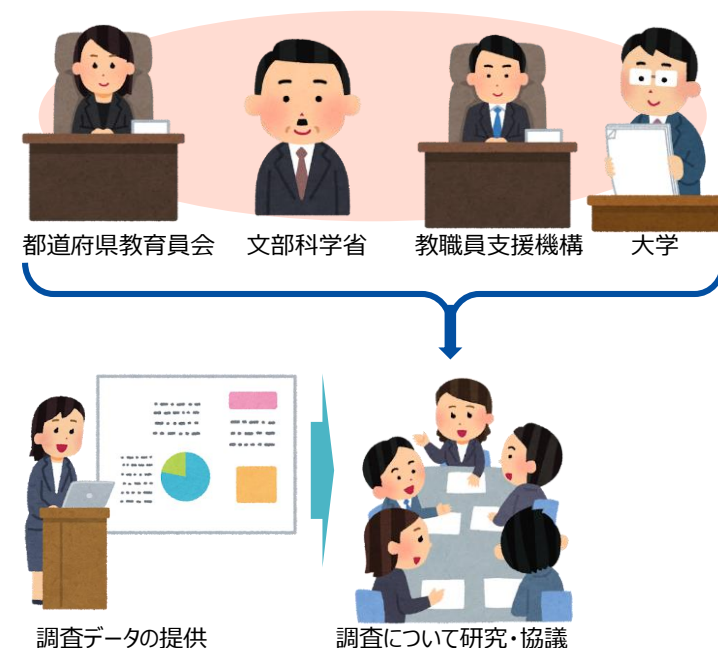 都道府県教育員会
文部科学省
教職員支援機構
大学
調査データの提供
調査について研究・協議